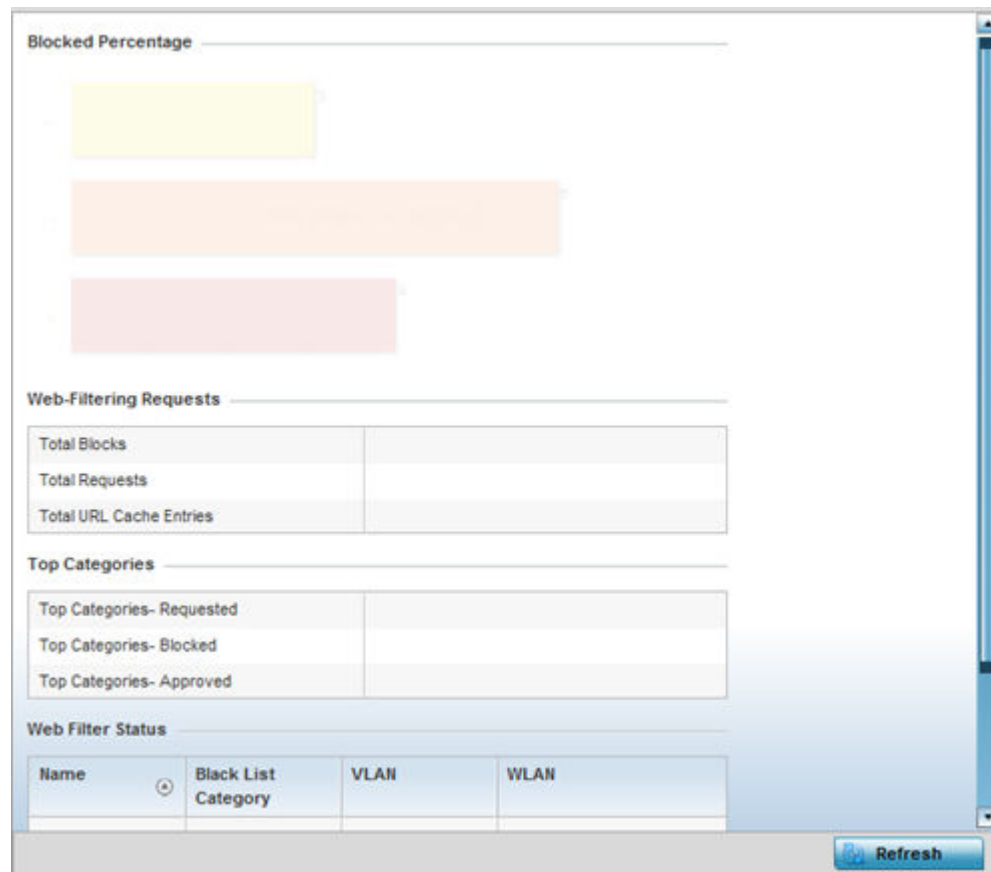 Blocked Percentage
Web-Filtering Requests
Total Blocks
Total Requests
Total URL Cache Entries
Top Categories
Top Categories- Requested
Top Categories- Blocked
Top Categories- Approved
Web Filter Status
Name
Black List Category
VLAN
WLAN
Refresh